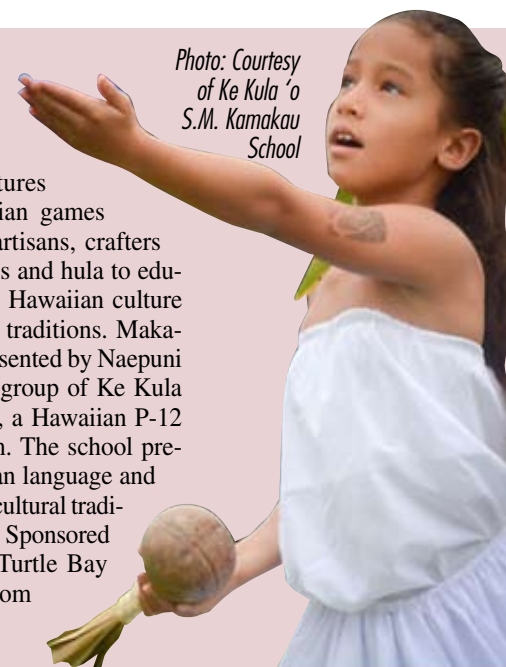 Photo: Courtesy
of Ke Kula ‘o
S.M. Kamakau
School
tures
ian games
artisans, crafters
s and hula to edu-
Hawaiian culture
traditions. Maka-
sented by Naepuni
group of Ke Kula
, a Hawaiian P-12
n. The school pre-
an language and
cultural tradi-
Sponsored
Turtle Bay
om